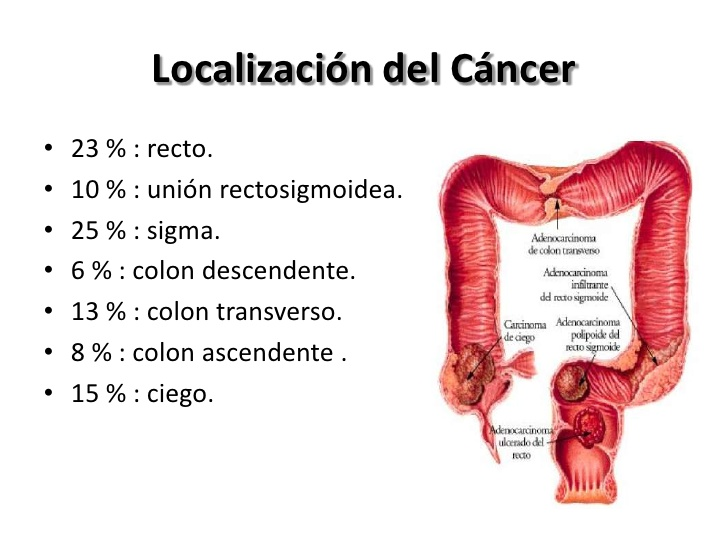 Localización del Cáncer
• 23 % : recto.
• 10 % : unión rectosigmoidea.
• 25 % : sigma.
• 6 % : colon descendente.
• 13 % : colon transverso.
• 8 % : colon ascendente .
• 15 % : ciego.
Adenocarcinoma
de colon transverso
Adenocarcinoma
infiltrante
del recto sigmoide
Carcinoma
de ciego
Adenocarcinoma
polipoide del
recto sigmoide
Adenocarcinoma
ulcerado del
recto